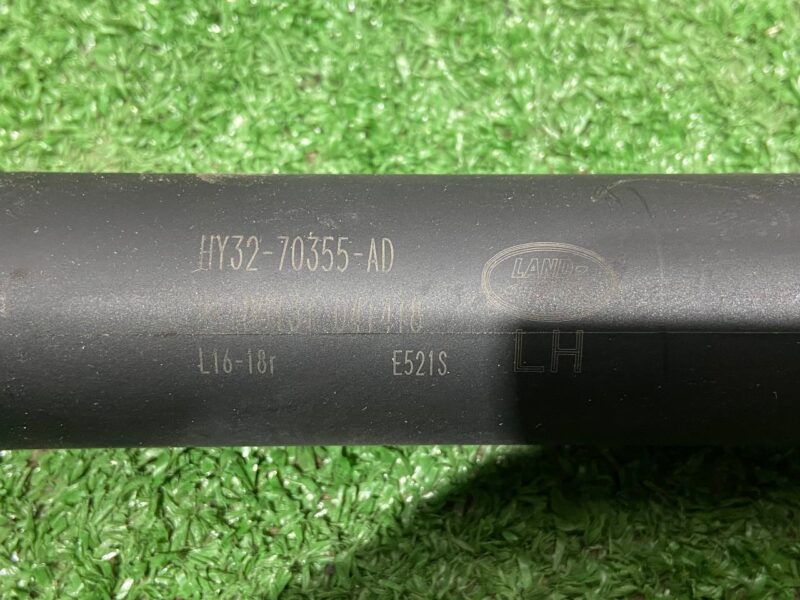 HY32-70355-AD
LAND-
L16-18r
E521S
LH